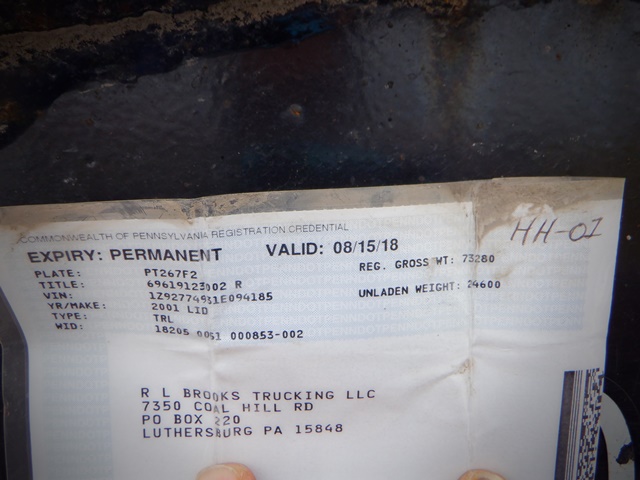 COMMONWEALTH OF PENNSYLVANIA REGISTRATION CREDENTIAL
HH-01
EXPIRY: PERMANENT VALID: 08/15/18
PLATE: PT267F2 REG. GROSS WT: 73280
TITLE: 69619123002 R
VIN: 1Z92774931E094185 UNLADEN WEIGHT: 24600
YR/MAKE: 2001 LID
TYPE: TRL
WID: 18205 0051 000853-002
R L BROOKS TRUCKING LLC
7350 COAL HILL RD
PO BOX 220
LUTHERSBURG PA 15848